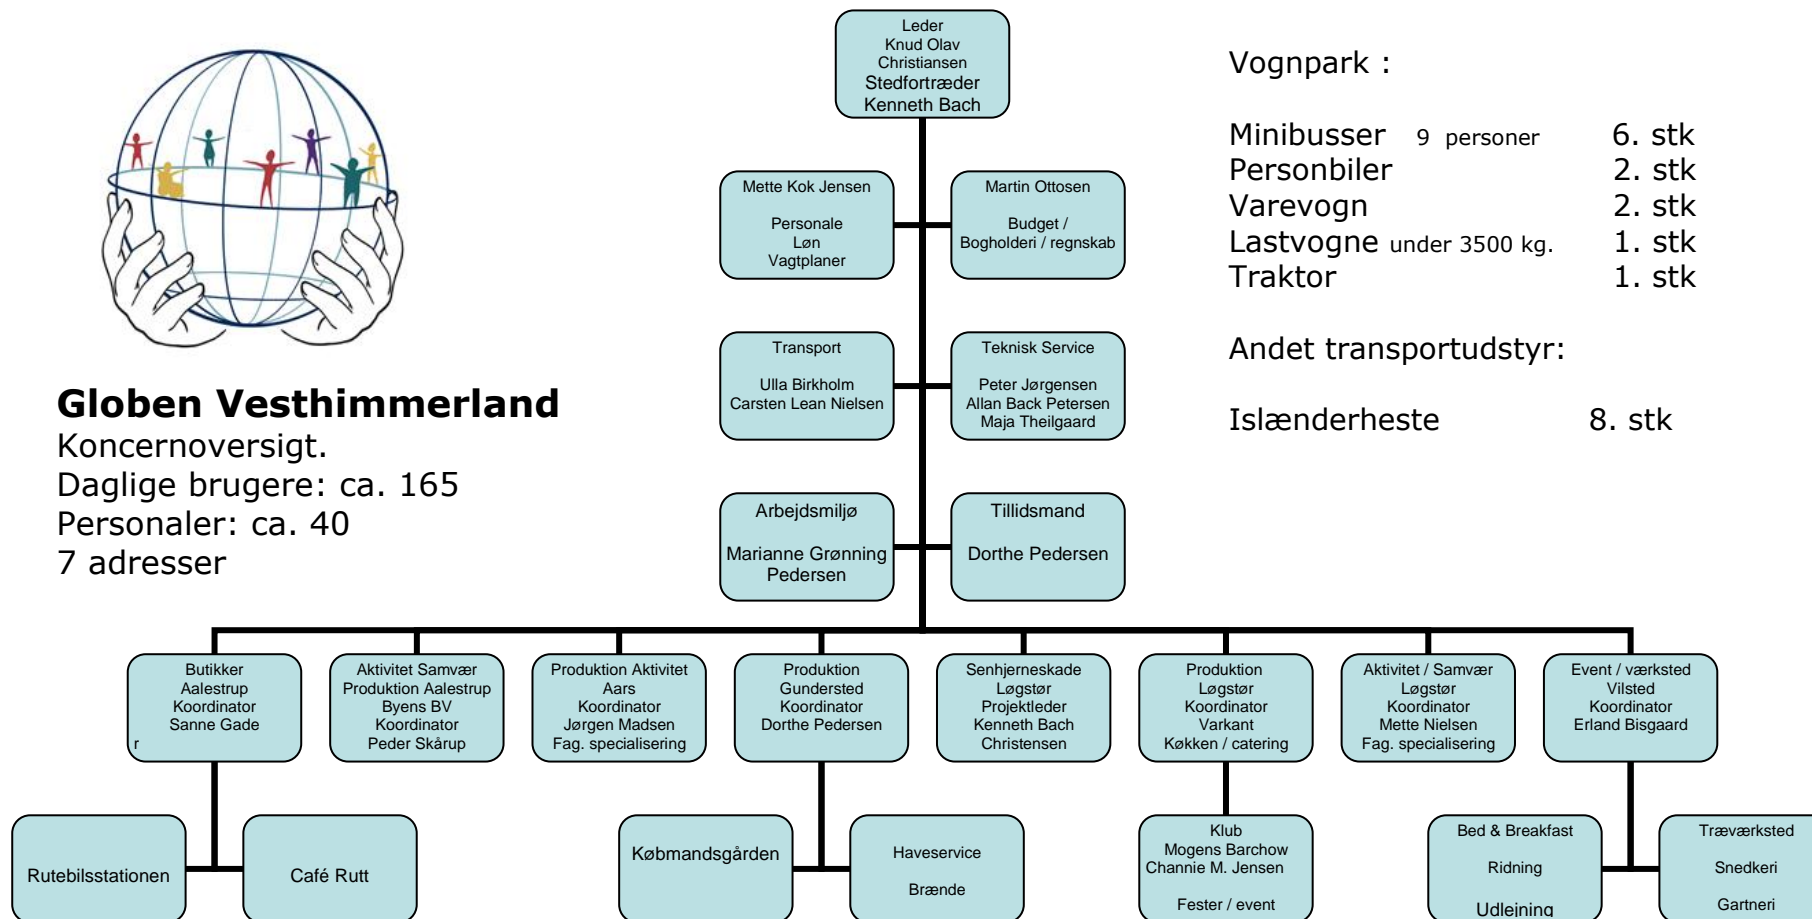 Leder
Knud Olav
Christiansen
Stedfortræder
Kenneth Bach
Vognpark :
Minibusser 9 personer 6. stk
Personbiler 2. stk
Varevogn 2. stk
Lastvogne under 3500 kg. 1. stk
Traktor 1. stk
Andet transportudstyr:
Islænderheste 8. stk
Globen Vesthimmerland
Koncernoversigt.
Daglige brugere: ca. 165
Personaler: ca. 40
7 adresser
Mette Kok Jensen
Personale
Løn
Vagtplaner
Martin Ottosen
Budget /
Bogholderi / regnskab
Transport
Ulla Birkholm
Carsten Lean Nielsen
Teknisk Service
Peter Jørgensen
Allan Back Petersen
Maja Theilgaard
Arbejdsmiljø
Marianne Grønning
Pedersen
Tillidsmand
Dorthe Pedersen
Butikker
Aalestrup
Koordinator
Sanne Gade
r
Aktivitet Samvær
Produktion Aalestrup
Byens BV
Koordinator
Peder Skårup
Produktion Aktivitet
Aars
Koordinator
Jørgen Madsen
Fag. specialisering
Produktion
Gundersted
Koordinator
Dorthe Pedersen
Senhjerneskade
Løgstør
Projektleder
Kenneth Bach
Christensen
Produktion
Løgstør
Koordinator
Varkant
Køkken / catering
Aktivitet / Samvær
Løgstør
Koordinator
Mette Nielsen
Fag. specialisering
Event / værksted
Vilsted
Koordinator
Erland Bisgaard
Rutebilsstationen
Café Rutt
Købmandsgården
Haveservice
Brænde
Klub
Mogens Barchow
Channie M. Jensen
Fester / event
Bed & Breakfast
Ridning
Udlejning
Træværksted
Snedkeri
Gartneri